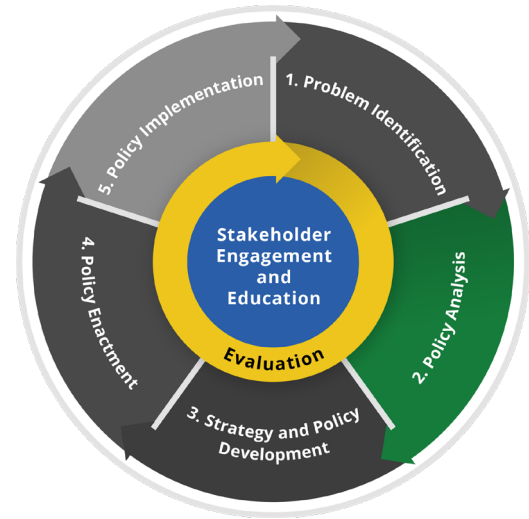 1. Problem Identification
2. Policy Analysis
3. Strategy and Policy
Development
4. Policy Enactment
5. Policy Implementation
Stakeholder
Engagement
and
Education
Evaluation